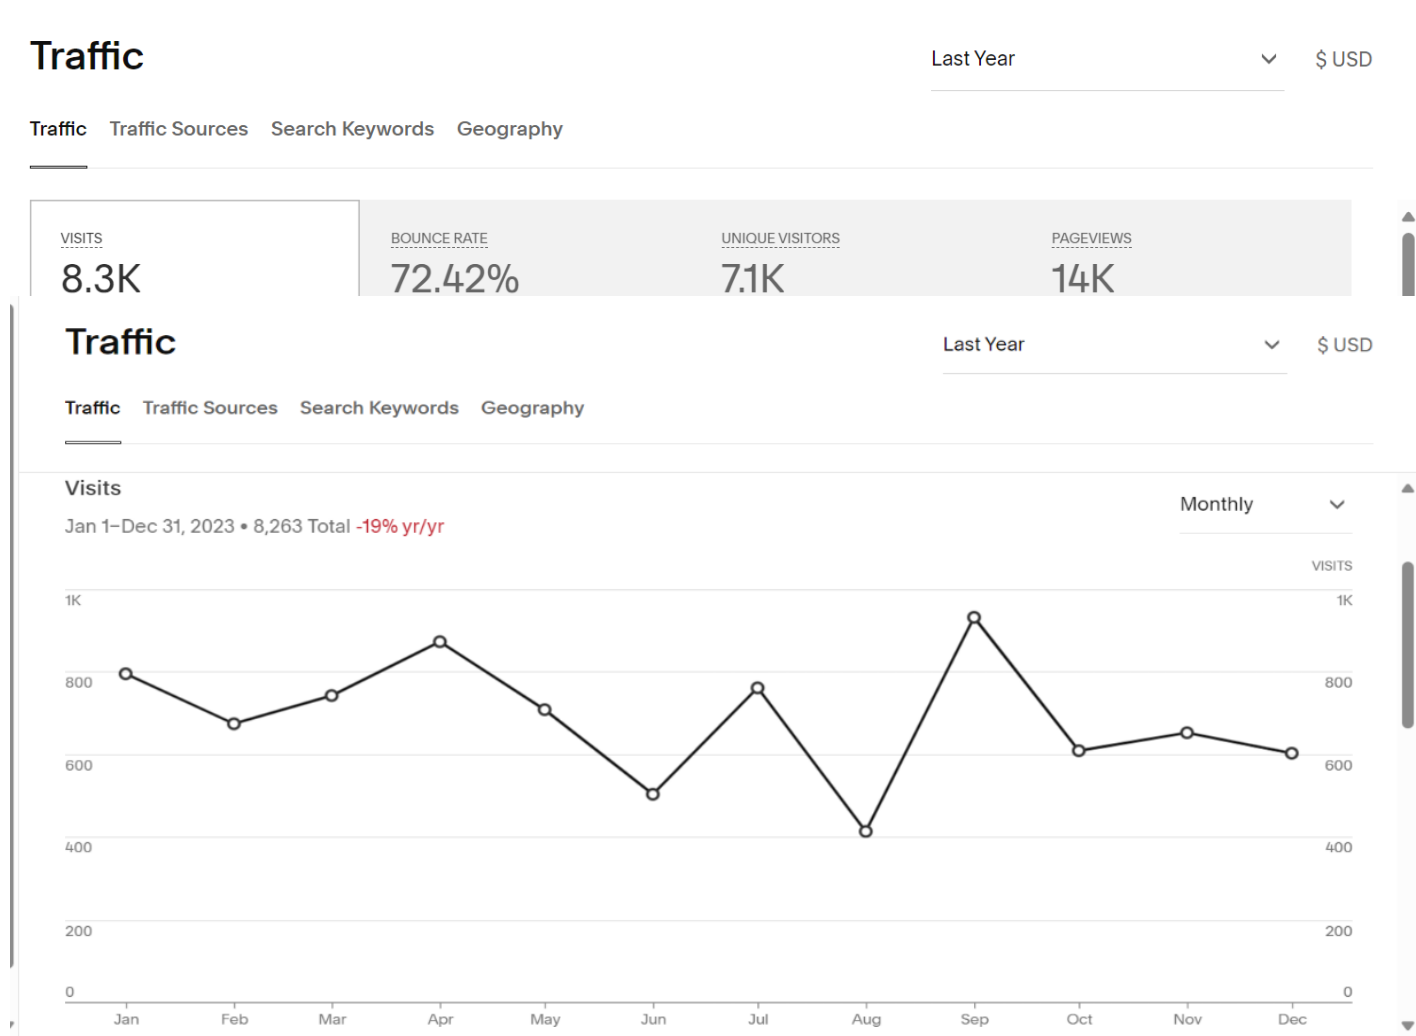 Traffic
Last Year
$ USD
Traffic Traffic Sources Search Keywords Geography
VISITS BOUNCE RATE UNIQUE VISITORS PAGEVIEWS
8.3K 72.42% 7.1K 14K
Traffic
Last Year
$ USD
Traffic Traffic Sources Search Keywords Geography
Visits
Monthly
Jan 1–Dec 31, 2023 • 8,263 Total -19% yr/yr
VISITS
1K 1K
800 800
600 600
400 400
200 200
0 0
Jan Feb Mar Apr May Jun Jul Aug Sep Oct Nov Dec